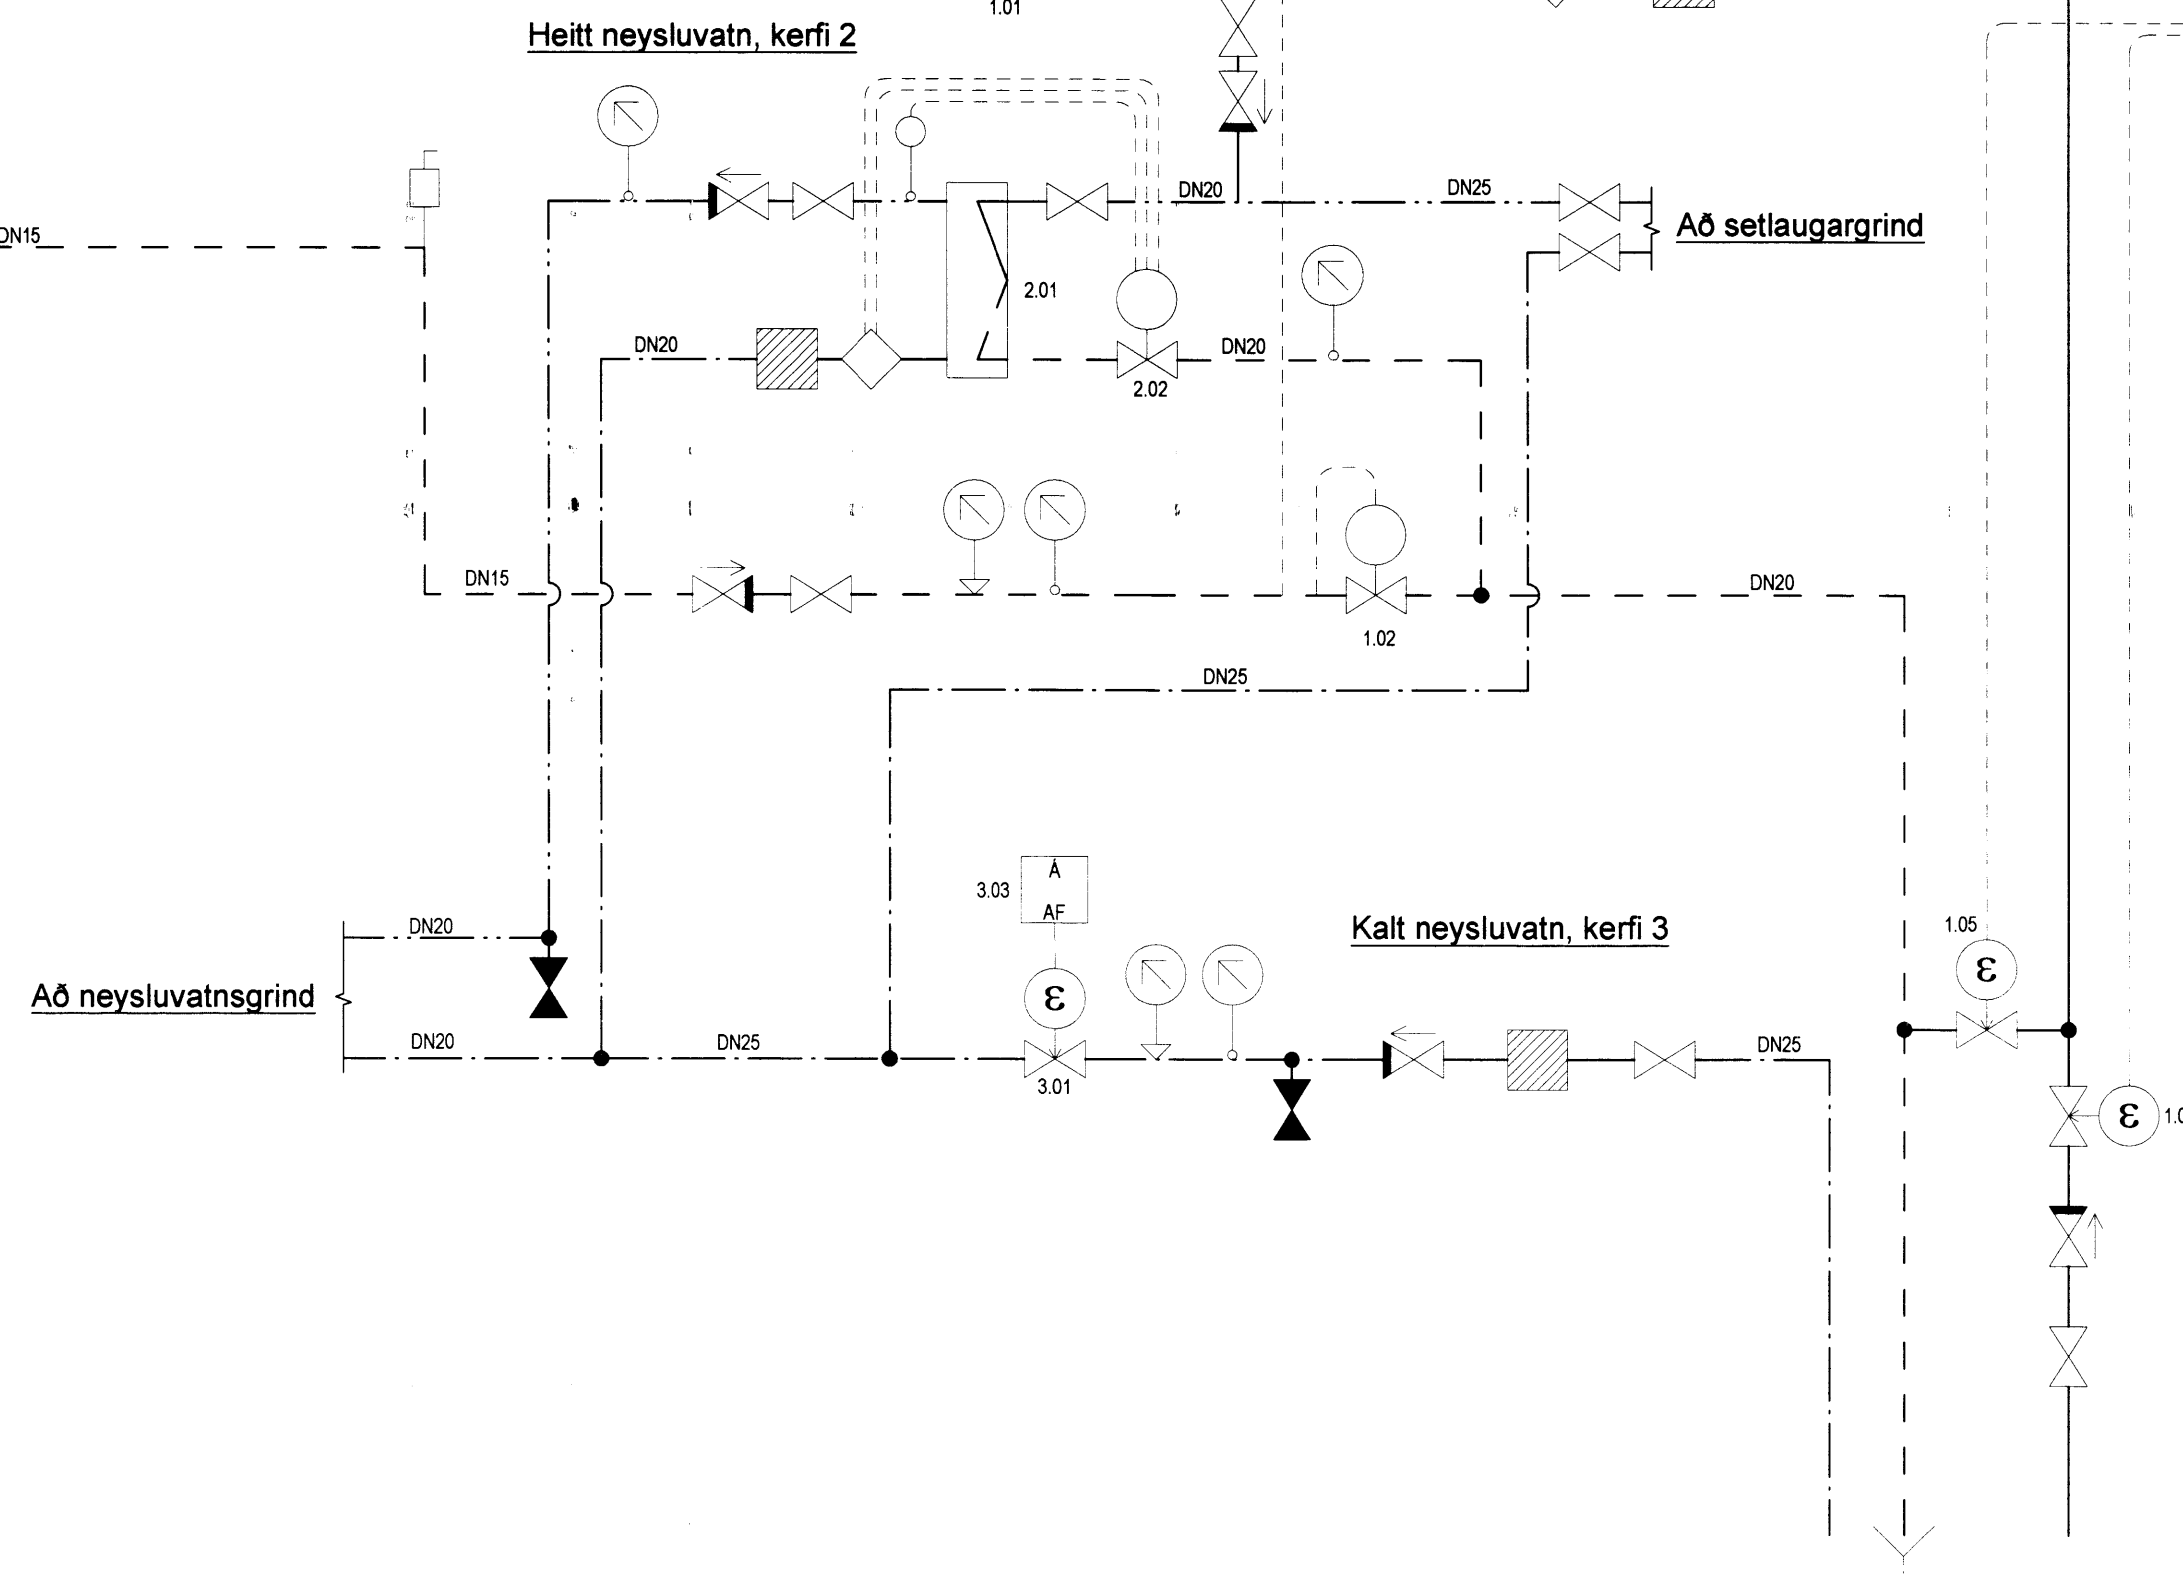 1.01
Heitt neysluvatn, kerfi 2
DN20
DN25
Að setlaugargrind
DN15
2.01
DN20
DN20
2.02
DN15
DN20
1.02
DN25
3.03
Á
AF
DN20
Kalt neysluvatn, kerfi 3
1.05
ε
Að neysluvatnsgrind
ε
DN20
DN25
DN25
3.01
ε